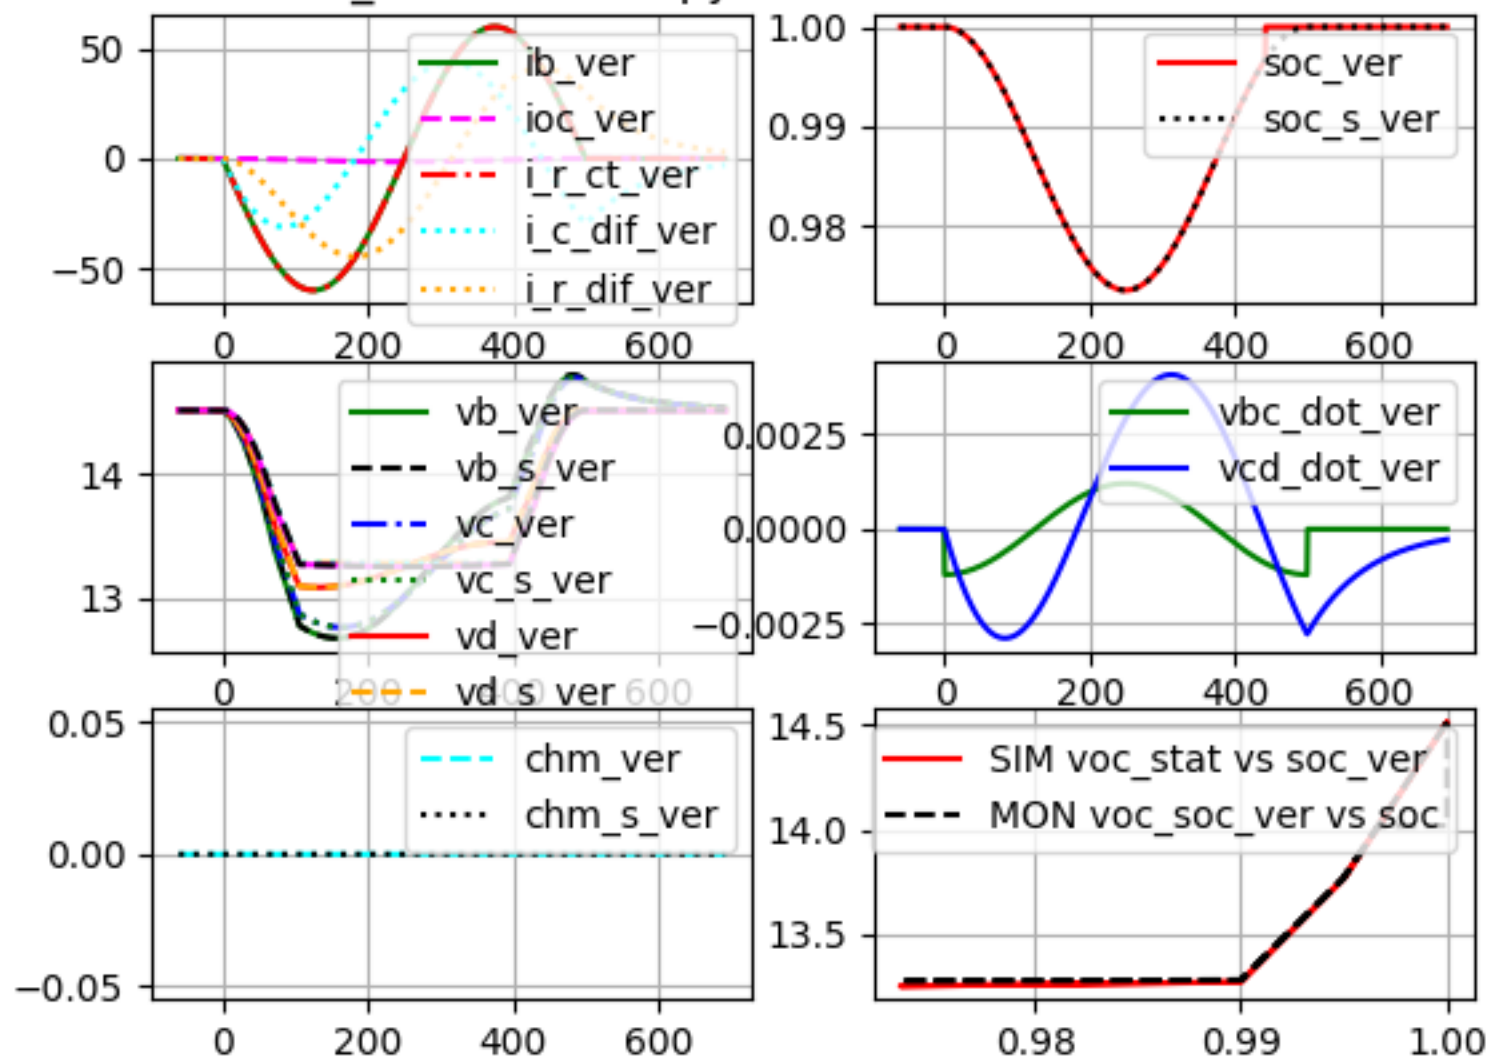 50
0
−50
ib_ver
ioc_ver
i_r_ct_ver
i_c_dif_ver
i_r_dif_ver
0 200 400 600
1.00
0.99
0.98
soc_ver
soc_s_ver
0 200 400 600
14
13
vb_ver
vb_s_ver
vc_ver
vc_s_ver
vd_ver
vd_s_ver
0 200 400 600
0.0025
0.0000
−0.0025
vbc_dot_ver
vcd_dot_ver
0 200 400 600
0.05
0.00
−0.05
chm_ver
chm_s_ver
0 200 400 600
14.5
14.0
13.5
SIM voc_stat vs soc_ver
MON voc_soc_ver vs soc
0.98 0.99 1.00